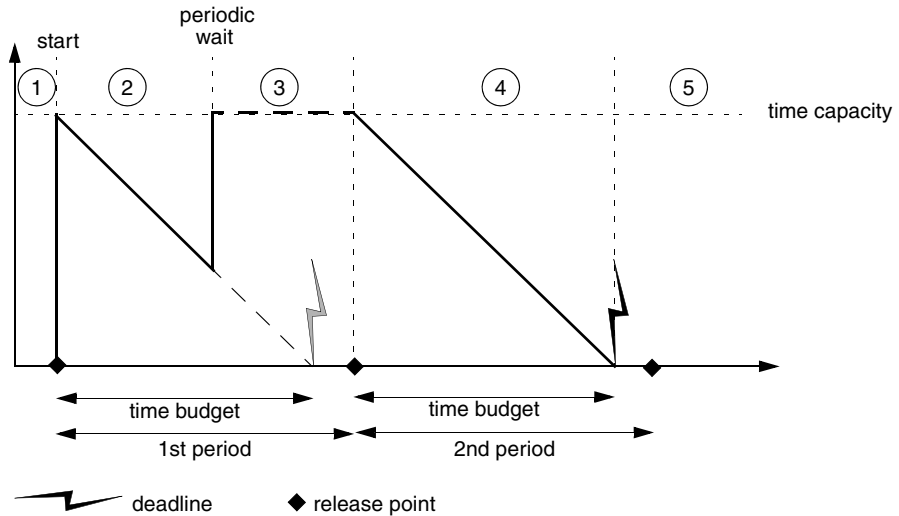 periodic
wait
start
1
2
3
4
5
time capacity
time budget
time budget
1st period
2nd period
deadline
release point